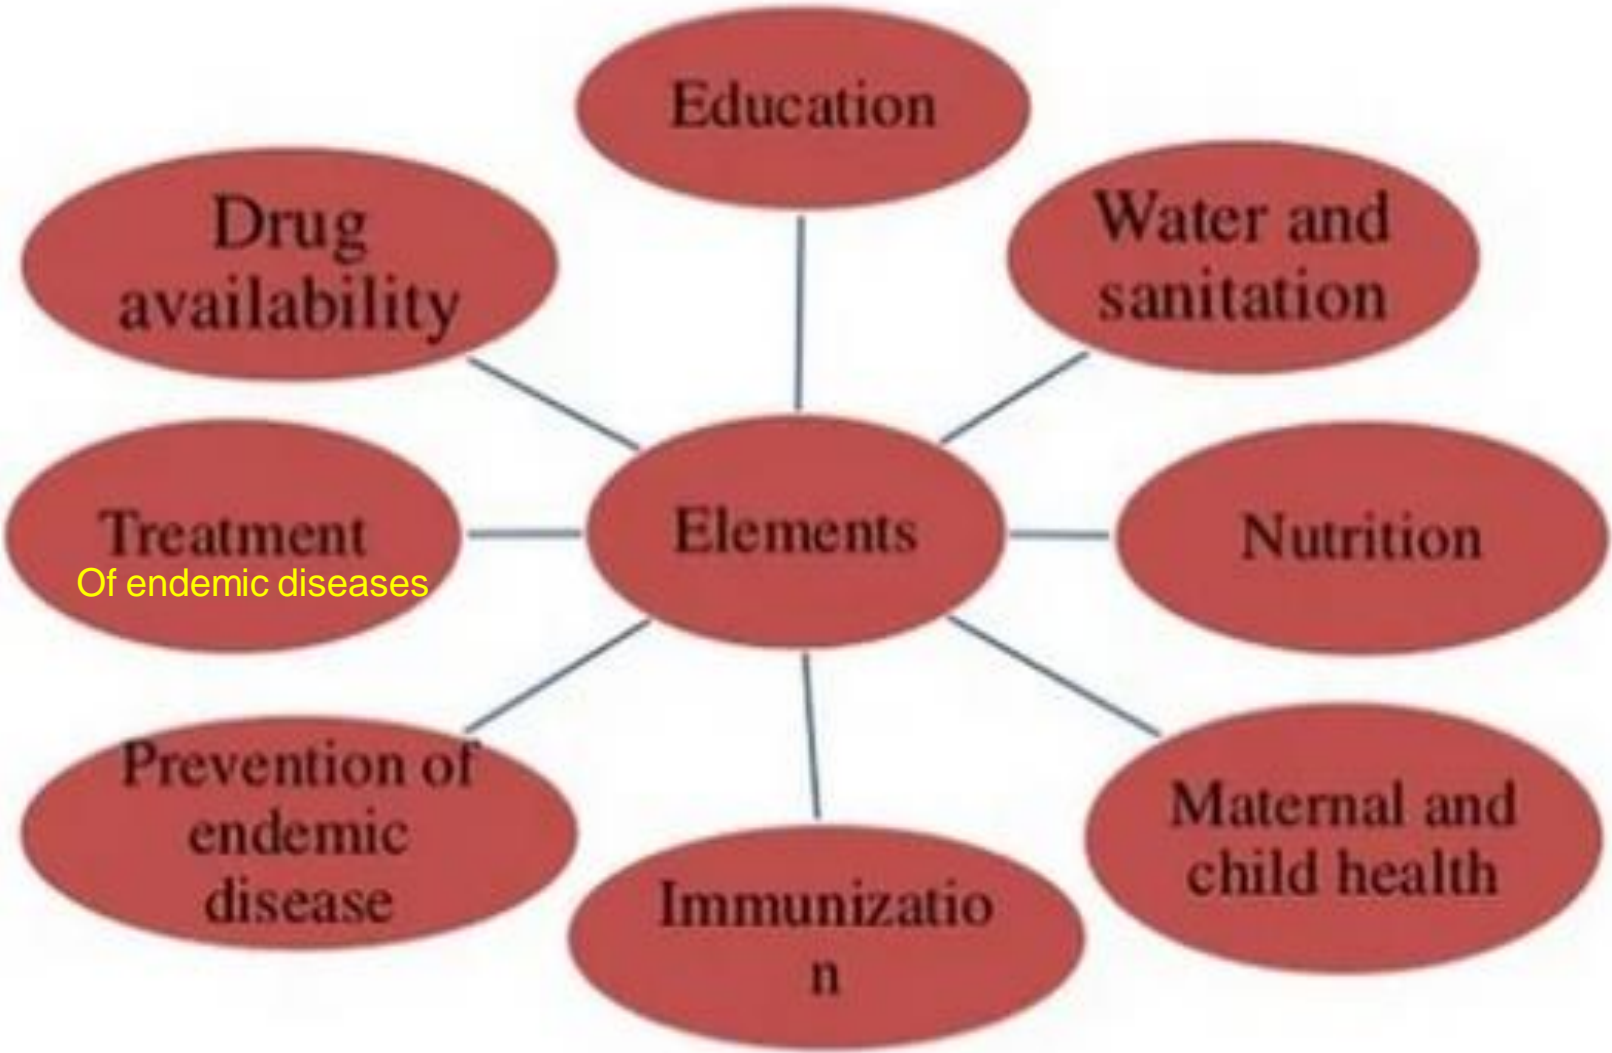 Education
Drug
availability
Water and
sanitation
Treatment
Of endemic diseases
Elements
Nutrition
Prevention of
endemic
disease
Immunizatio
n
Maternal and
child health